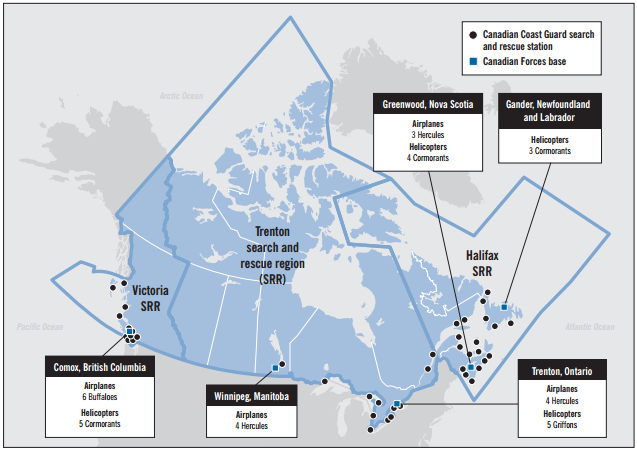 Canadian Coast Guard search
and rescue station
Canadian Forces base
Arctic Ocean
Greenwood, Nova Scotia
Airplanes
3 Hercules
Helicopters
4 Cormorants
Gander, Newfoundland
and Labrador
Helicopters
3 Cormorants
Trenton
search and
rescue region
(SRR)
Halifax
SRR
Victoria
SRR
Pacific Ocean
Atlantic Ocean
Comox, British Columbia
Airplanes
6 Buffaloes
Helicopters
5 Cormorants
Winnipeg, Manitoba
Airplanes
4 Hercules
Trenton, Ontario
Airplanes
4 Hercules
Helicopters
5 Griffons